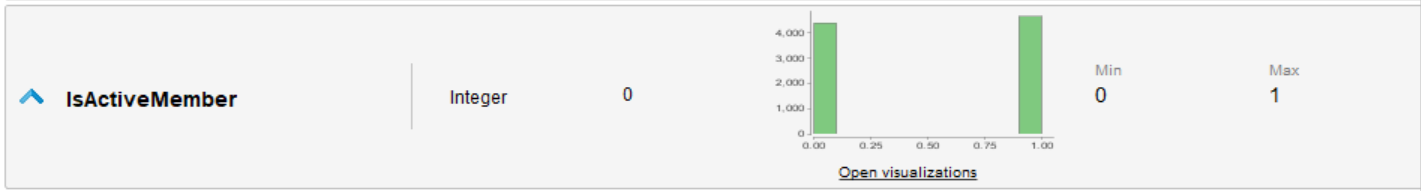 IsActiveMember
Integer
0
4,000
3,000
2,000
1,000
0
0.00 0.25 0.50 0.75 1.00
Open visualizations
Min
0
Max
1